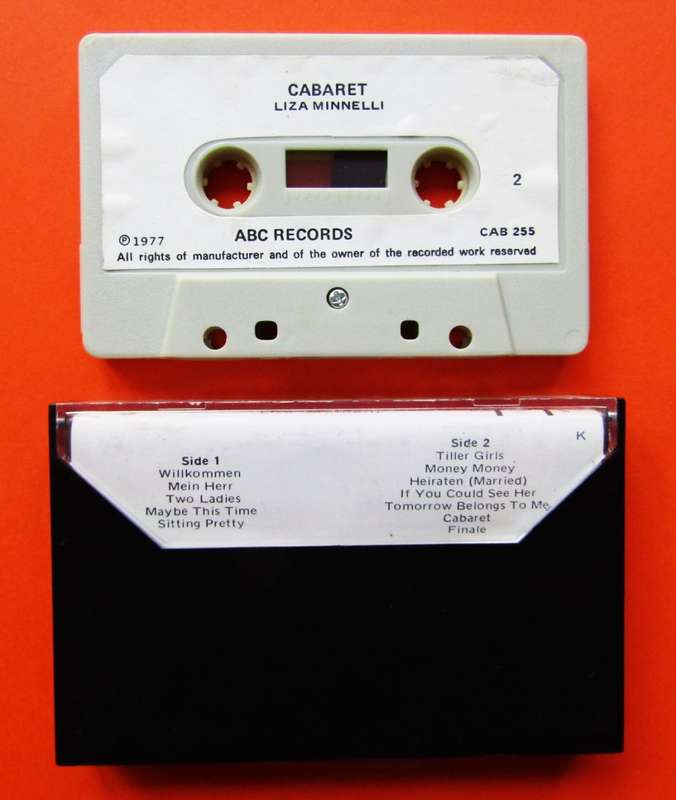 CABARET
LIZA MINNELLI
2
℗ 1977 ABC RECORDS CAB 255
All rights of manufacturer and of the owner of the recorded work reserved
K
Side 1
Willkommen
Mein Herr
Two Ladies
Maybe This Time
Sitting Pretty
Side 2
Tiller Girls
Money Money
Heiraten (Married)
If You Could See Her
Tomorrow Belongs To Me
Cabaret
Finale